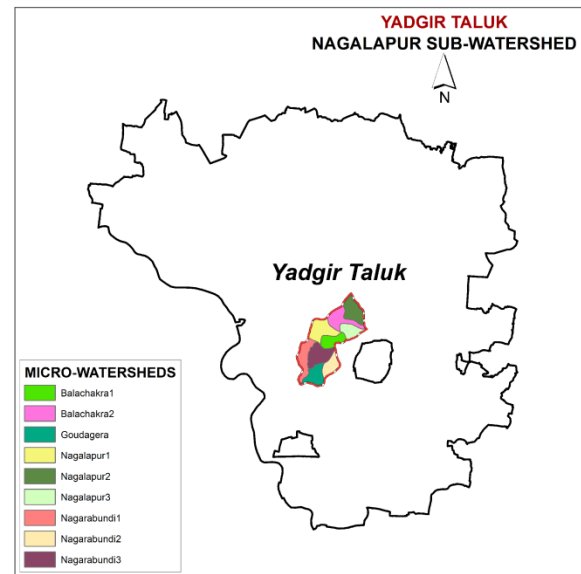 YADGIR TALUK
NAGALAPUR SUB-WATERSHED
N
Yadgir Taluk
MICRO-WATERSHEDS
Balachakra1
Balachakra2
Goudagera
Nagalapur1
Nagalapur2
Nagalapur3
Nagarabundi1
Nagarabundi2
Nagarabundi3